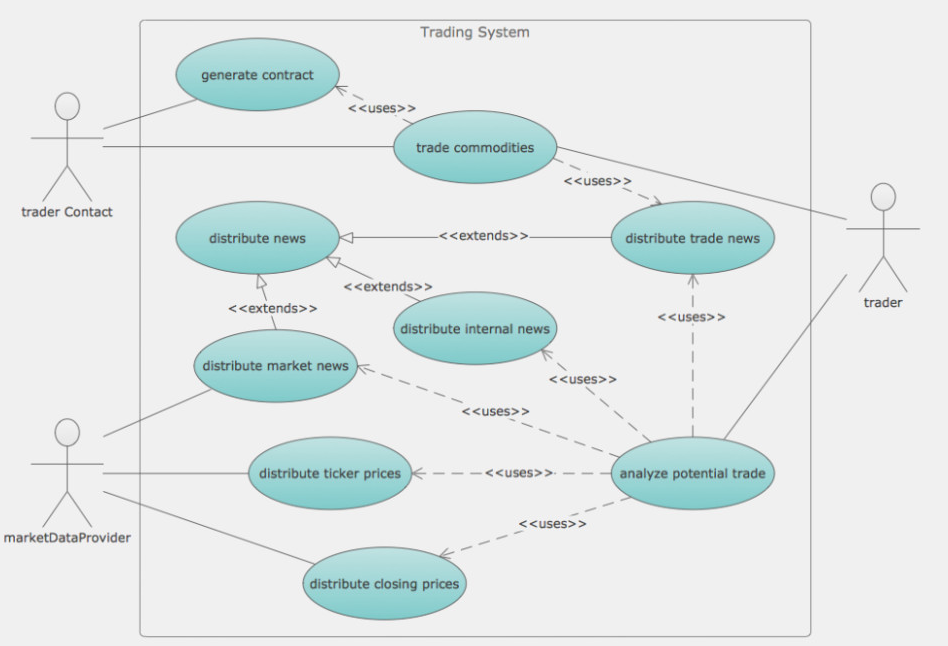 Trading System
generate contract
<<uses>>
trade commodities
trader Contact
<<uses>>
distribute news
<<extends>>
distribute trade news
<<extends>>
trader
<<extends>>
<<uses>>
distribute internal news
distribute market news
<<uses>>
<<uses>>
distribute ticker prices
<<uses>>
analyze potential trade
marketDataProvider
<<uses>>
distribute closing prices